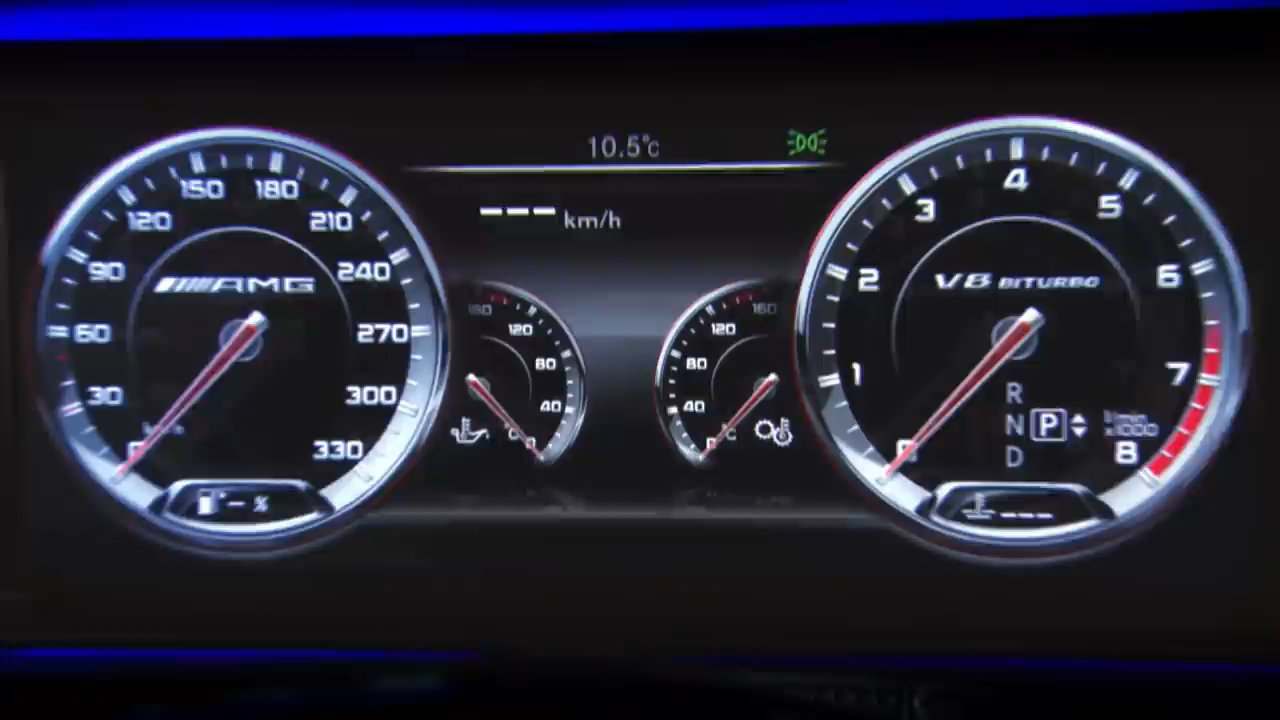 10.5°C
--- km/h
AMG
0
30
60
90
120
150
180
210
240
270
300
330
- %
160
120
80
40
°C
160
120
80
40
°C
V8 BITURBO
1
2
3
4
5
6
7
8
R
N P
D
1/min
x1000
---